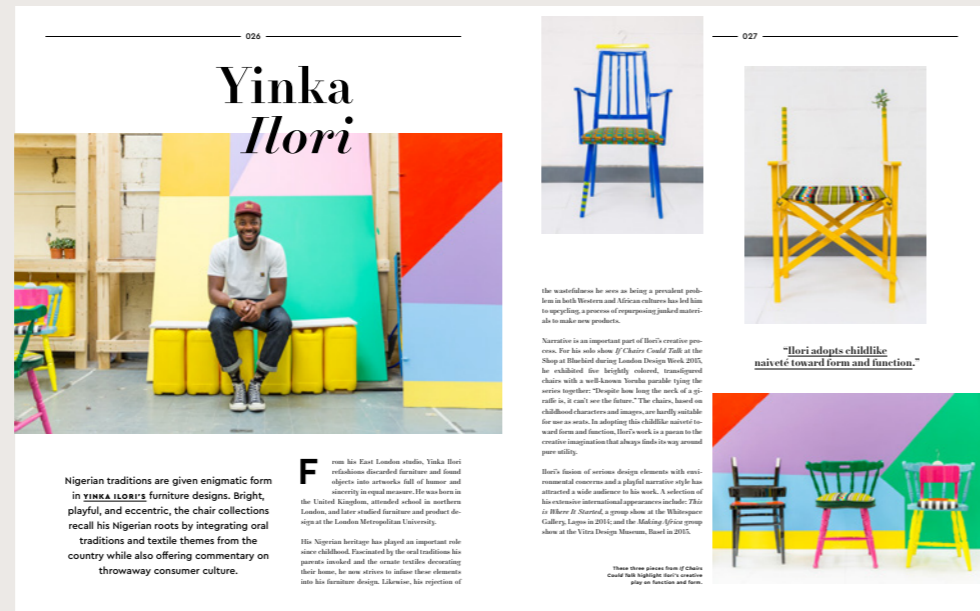 026
Yinka
Ilori
Nigerian traditions are given enigmatic form
in YINKA ILORI'S furniture designs. Bright,
playful, and eccentric, the chair collections
recall his Nigerian roots by integrating oral
traditions and textile themes from the
country while also offering commentary on
throwaway consumer culture.
From his East London studio, Yinka Ilori
refashions discarded furniture and found
objects into artworks full of humor and
sincerity in equal measure. He was born in
the United Kingdom, attended school in northern
London, and later studied furniture and product de-
sign at the London Metropolitan University.
His Nigerian heritage has played an important role
since childhood. Fascinated by the oral traditions his
parents invoked and the ornate textiles decorating
their home, he now strives to infuse these elements
into his furniture design. Likewise, his rejection of
027
the wastefulness he sees as being a prevalent prob-
lem in both Western and African cultures has led him
to upcycling, a process of repurposing junked materi-
als to make new products.
Narrative is an important part of Ilori's creative pro-
cess. For his solo show If Chairs Could Talk at the
Shop at Bluebird during London Design Week 2015,
he exhibited five brightly colored, transfigured
chairs with a well-known Yoruba parable tying the
series together: "Despite how long the neck of a gi-
raffe is, it can't see the future." The chairs, based on
childhood characters and images, are hardly suitable
for use as seats. In adopting this childlike naiveté to-
ward form and function, Ilori's work is a paean to the
creative imagination that always finds its way around
pure utility.
Ilori's fusion of serious design elements with envi-
ronmental concerns and a playful narrative style has
attracted a wide audience to his work. A selection of
his extensive international appearances include: This
is Where It Started, a group show at the Whitespace
Gallery, Lagos in 2014; and the Making Africa group
show at the Vitra Design Museum, Basel in 2015.
These three pieces from If Chairs
Could Talk highlight Ilori's creative
play on function and form.
"Ilori adopts childlike
naiveté toward form and function."